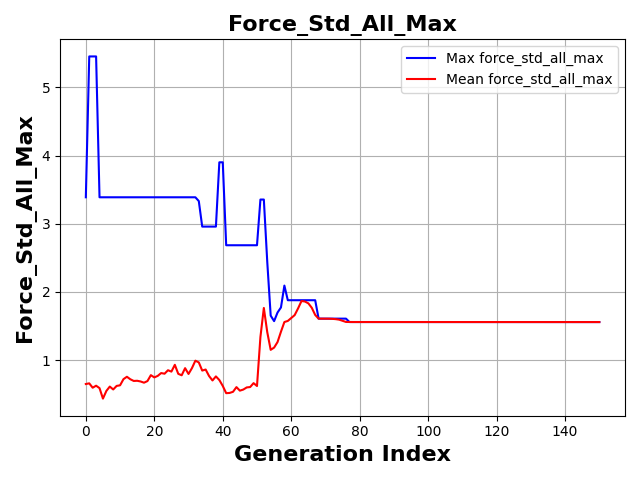 Force_Std_All_Max
Max force_std_all_max
Mean force_std_all_max
Force_Std_All_Max
5
4
3
2
1
0 20 40 60 80 100 120 140
Generation Index